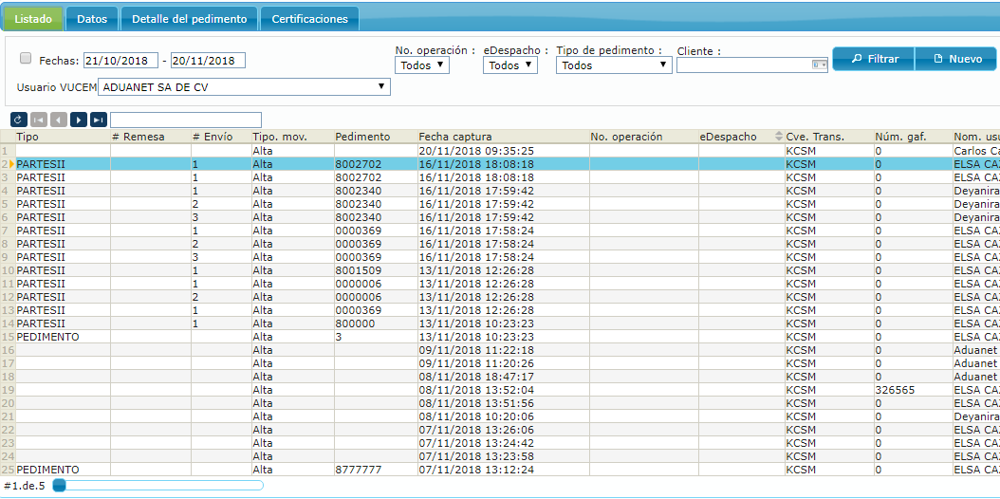 Listado Datos Detalle del pedimento Certificaciones
No. operación : eDespacho : Tipo de pedimento : Cliente :
Fechas: 21/10/2018 - 20/11/2018 Todos Todos Todos Filtrar Nuevo
Usuario VUCEM ADUANET SA DE CV
Tipo # Remesa # Envío Tipo. mov. Pedimento Fecha captura No. operación eDespacho Cve. Trans. Núm. gaf. Nom. usu
1 Alta 20/11/2018 09:35:25 KCSM 0 Carlos Ca
2 PARTESII 1 Alta 8002702 16/11/2018 18:08:18 KCSM 0 ELSA CA
3 PARTESII 1 Alta 8002702 16/11/2018 18:08:18 KCSM 0 ELSA CA
4 PARTESII 1 Alta 8002340 16/11/2018 17:59:42 KCSM 0 Deyanira
5 PARTESII 2 Alta 8002340 16/11/2018 17:59:42 KCSM 0 Deyanira
6 PARTESII 3 Alta 8002340 16/11/2018 17:59:42 KCSM 0 Deyanira
7 PARTESII 1 Alta 0000369 16/11/2018 17:58:24 KCSM 0 ELSA CA
8 PARTESII 2 Alta 0000369 16/11/2018 17:58:24 KCSM 0 ELSA CA
9 PARTESII 3 Alta 0000369 16/11/2018 17:58:24 KCSM 0 ELSA CA
10 PARTESII 1 Alta 8001509 13/11/2018 12:26:28 KCSM 0 ELSA CA
11 PARTESII 1 Alta 0000006 13/11/2018 12:26:28 KCSM 0 ELSA CA
12 PARTESII 2 Alta 0000006 13/11/2018 12:26:28 KCSM 0 ELSA CA
13 PARTESII 1 Alta 0000369 13/11/2018 12:26:28 KCSM 0 ELSA CA
14 PARTESII 1 Alta 800000 13/11/2018 10:23:23 KCSM 0 ELSA CA
15 PEDIMENTO Alta 3 13/11/2018 10:23:23 KCSM 0 ELSA CA
16 Alta 09/11/2018 11:22:18 KCSM 0 Aduanet
17 Alta 09/11/2018 11:20:26 KCSM 0 Aduanet
18 Alta 08/11/2018 18:47:17 KCSM 0 Aduanet
19 Alta 08/11/2018 13:52:04 KCSM 326565 ELSA CA
20 Alta 08/11/2018 13:51:56 KCSM 0 ELSA CA
21 Alta 08/11/2018 10:20:06 KCSM 0 Deyanira
22 Alta 07/11/2018 13:26:06 KCSM 0 ELSA CA
23 Alta 07/11/2018 13:24:42 KCSM 0 ELSA CA
24 Alta 07/11/2018 13:23:58 KCSM 0 ELSA CA
25 PEDIMENTO Alta 8777777 07/11/2018 13:12:24 KCSM 0 ELSA CA
#1.de.5